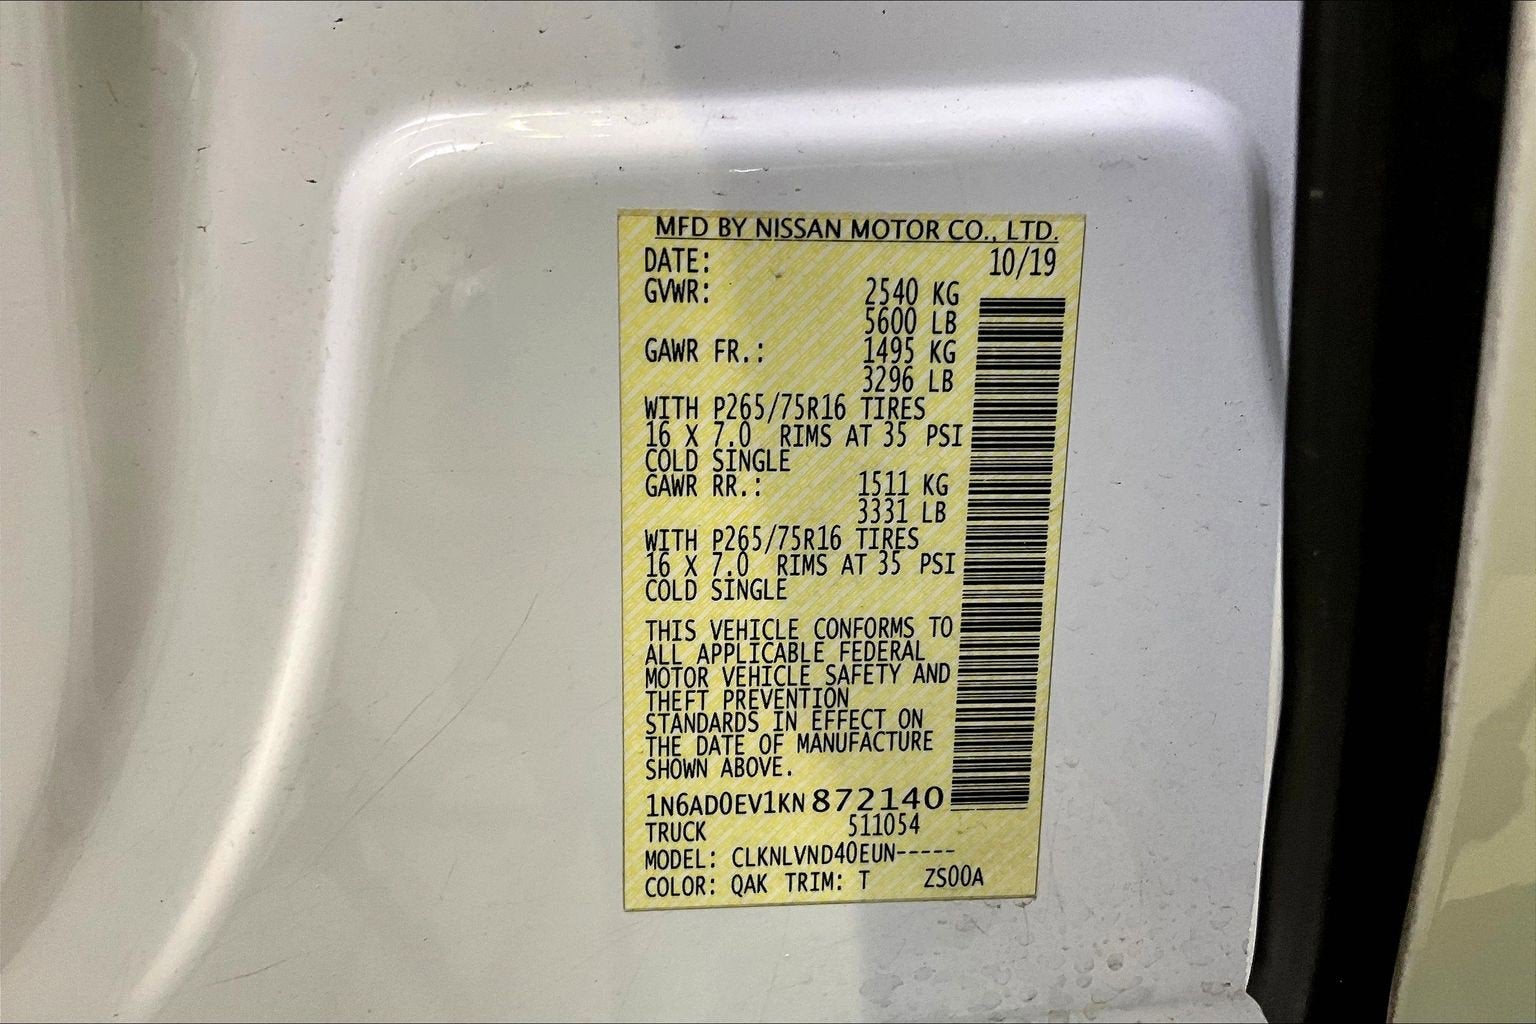 MFD BY NISSAN MOTOR CO., LTD.
DATE: 10/19
GVWR: 2540 KG
5600 LB
GAWR FR.: 1495 KG
3296 LB
WITH P265/75R16 TIRES
16 X 7.0 RIMS AT 35 PSI
COLD SINGLE
GAWR RR.: 1511 KG
3331 LB
WITH P265/75R16 TIRES
16 X 7.0 RIMS AT 35 PSI
COLD SINGLE
THIS VEHICLE CONFORMS TO
ALL APPLICABLE FEDERAL
MOTOR VEHICLE SAFETY AND
THEFT PREVENTION
STANDARDS IN EFFECT ON
THE DATE OF MANUFACTURE
SHOWN ABOVE.
1N6AD0EV1KN872140
TRUCK 511054
MODEL: CLKNLVND40EUN-----
COLOR: QAK TRIM: T ZS00A